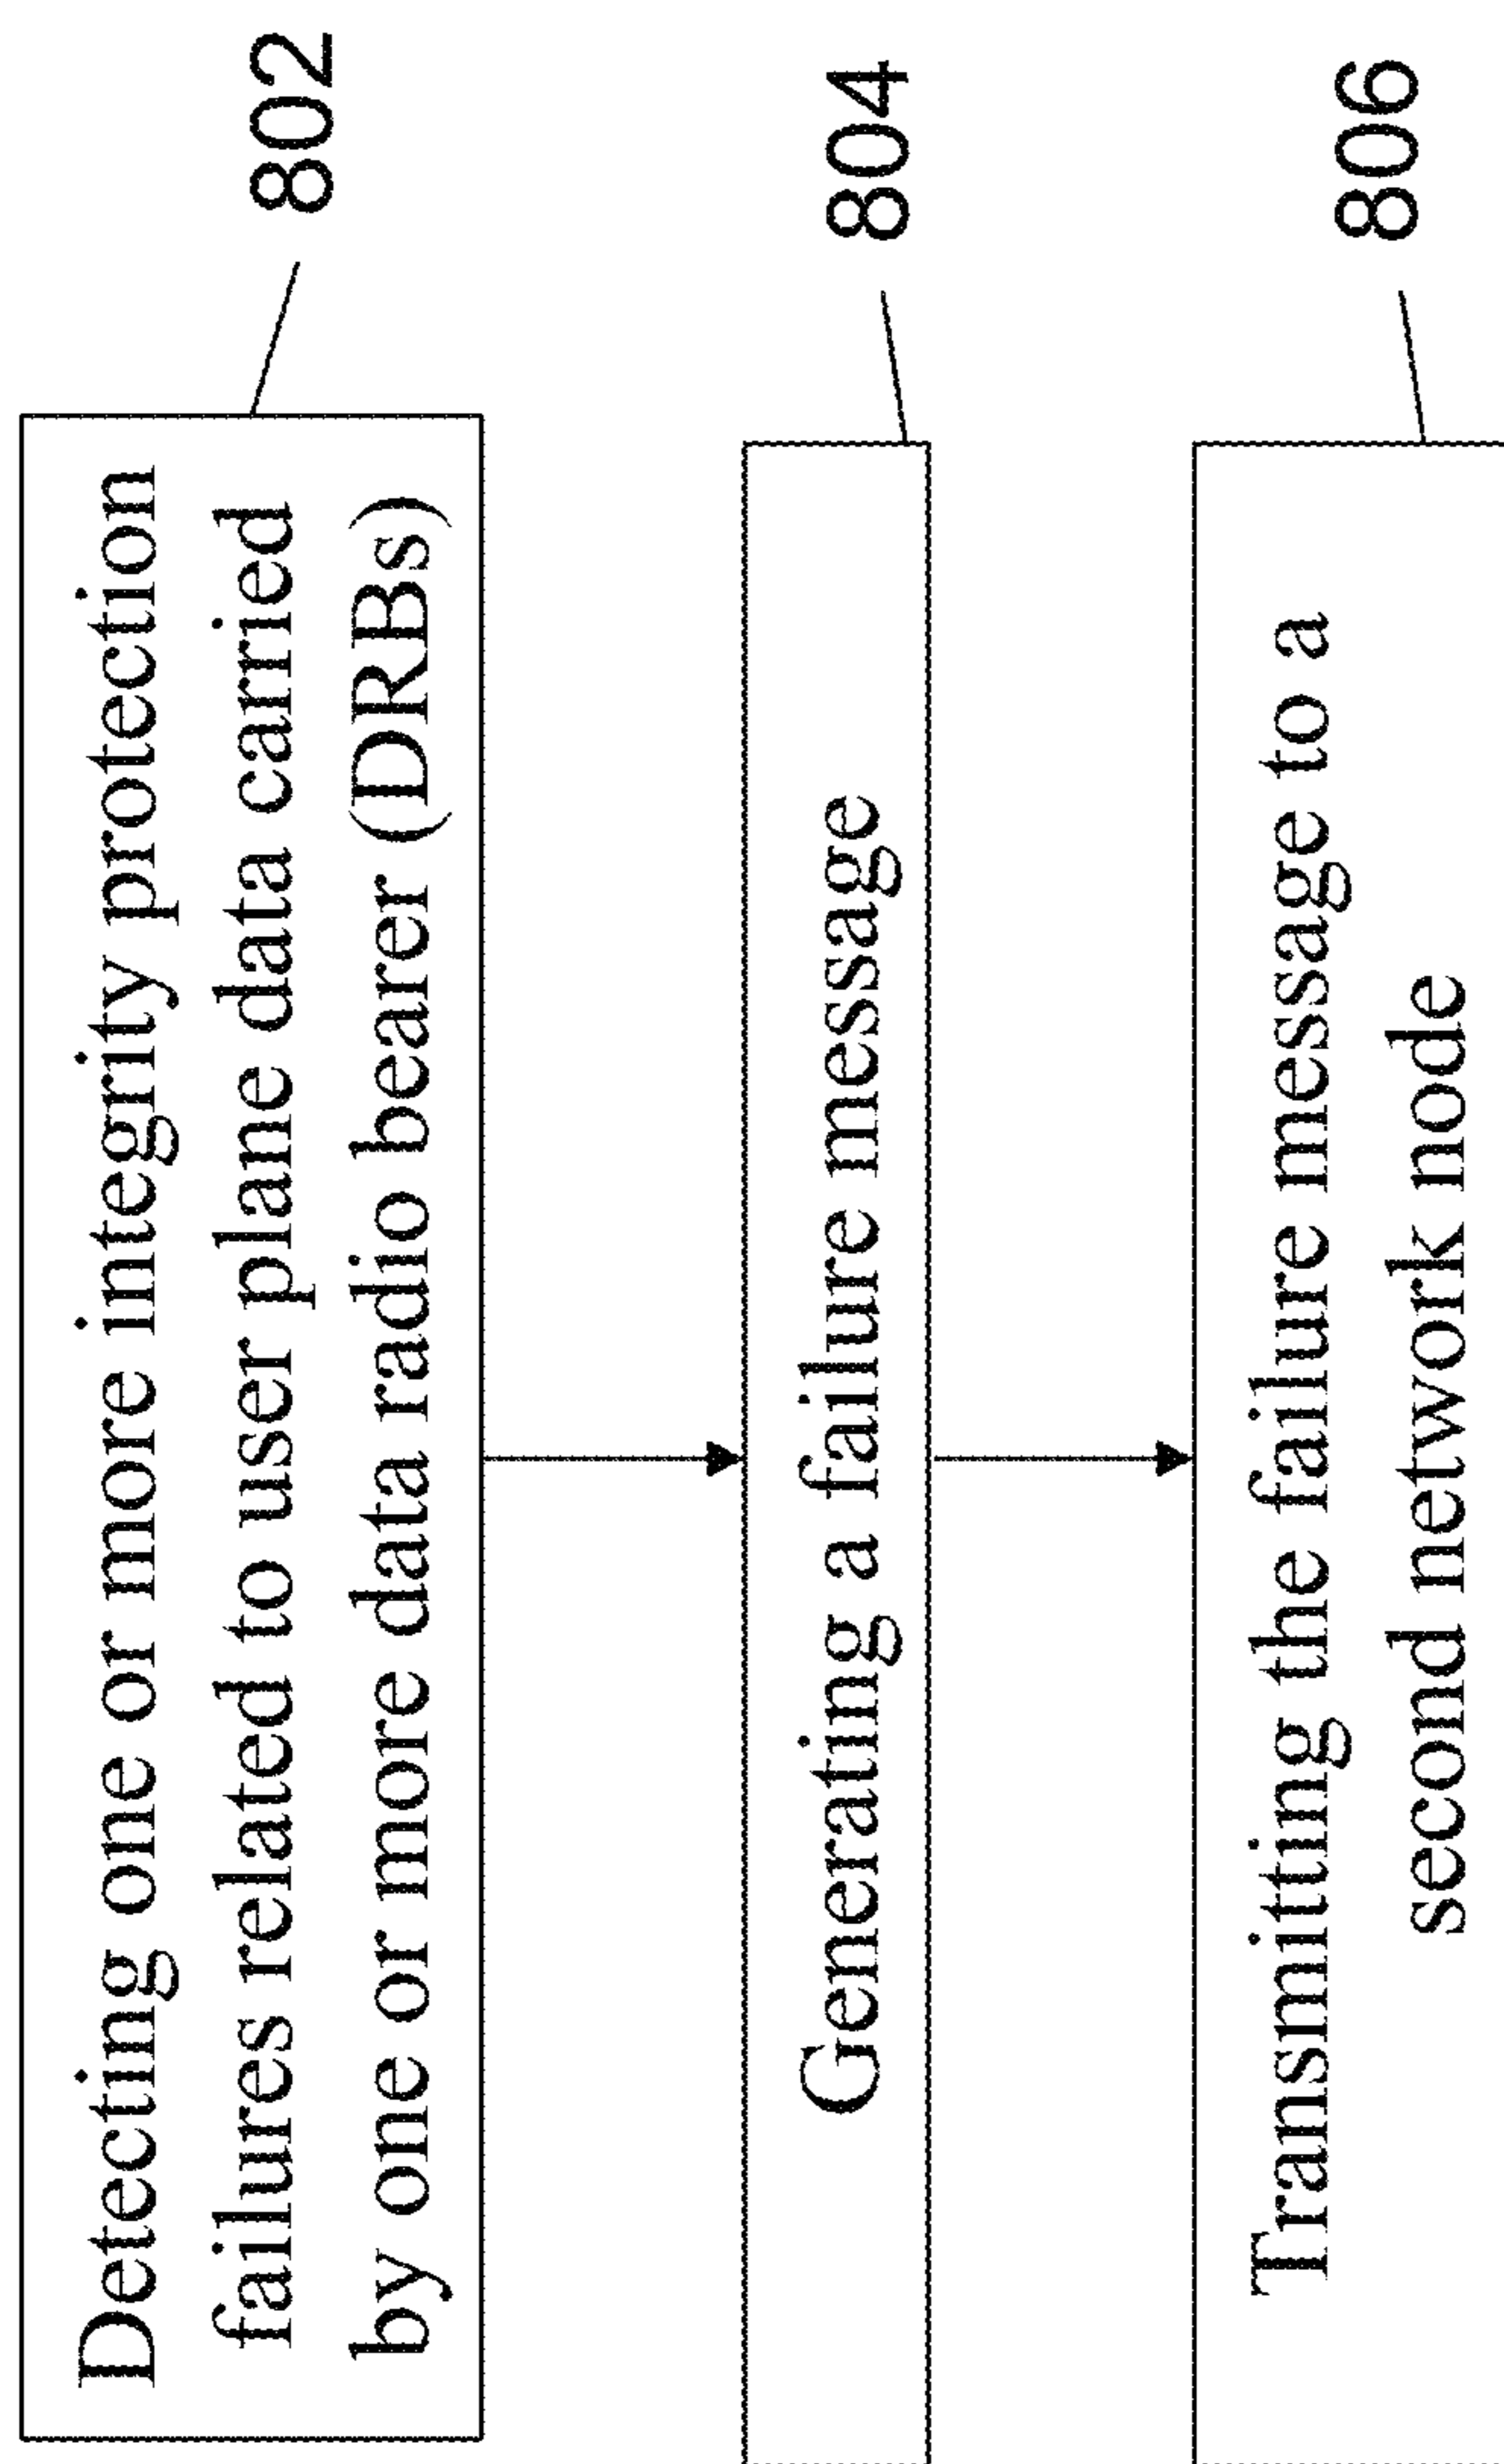 Detecting one or more integrity protection
failures related to user plane data carried
by one or more data radio bearer (DRBs)
802
Generating a failure message
804
Transmitting the failure message to a
second network node
806